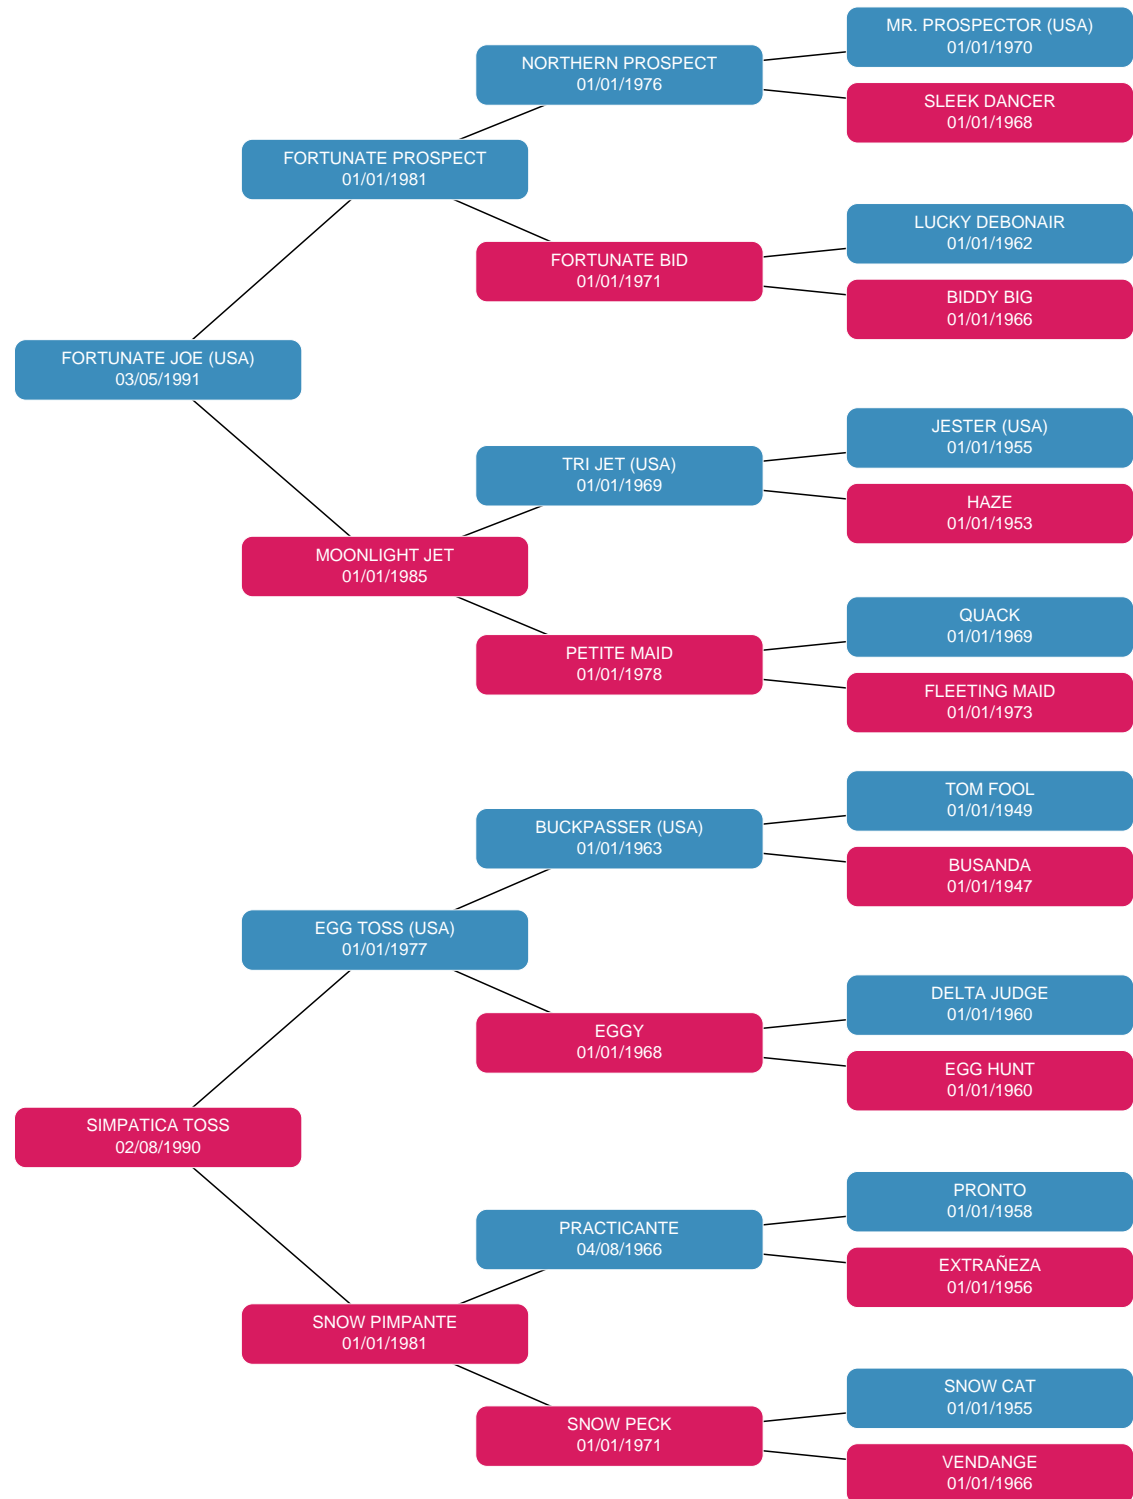 MR. PROSPECTOR (USA)
01/01/1970
NORTHERN PROSPECT
01/01/1976
SLEEK DANCER
01/01/1968
FORTUNATE PROSPECT
01/01/1981
LUCKY DEBONAIR
01/01/1962
FORTUNATE BID
01/01/1971
BIDDY BIG
01/01/1966
FORTUNATE JOE (USA)
03/05/1991
JESTER (USA)
01/01/1955
TRI JET (USA)
01/01/1969
HAZE
01/01/1953
MOONLIGHT JET
01/01/1985
QUACK
01/01/1969
PETITE MAID
01/01/1978
FLEETING MAID
01/01/1973
TOM FOOL
01/01/1949
BUCKPASSER (USA)
01/01/1963
BUSANDA
01/01/1947
EGG TOSS (USA)
01/01/1977
DELTA JUDGE
01/01/1960
EGGY
01/01/1968
EGG HUNT
01/01/1960
SIMPATICA TOSS
02/08/1990
PRONTO
01/01/1958
PRACTICANTE
04/08/1966
EXTRAÑEZA
01/01/1956
SNOW PIMPANTE
01/01/1981
SNOW CAT
01/01/1955
SNOW PECK
01/01/1971
VENDANGE
01/01/1966